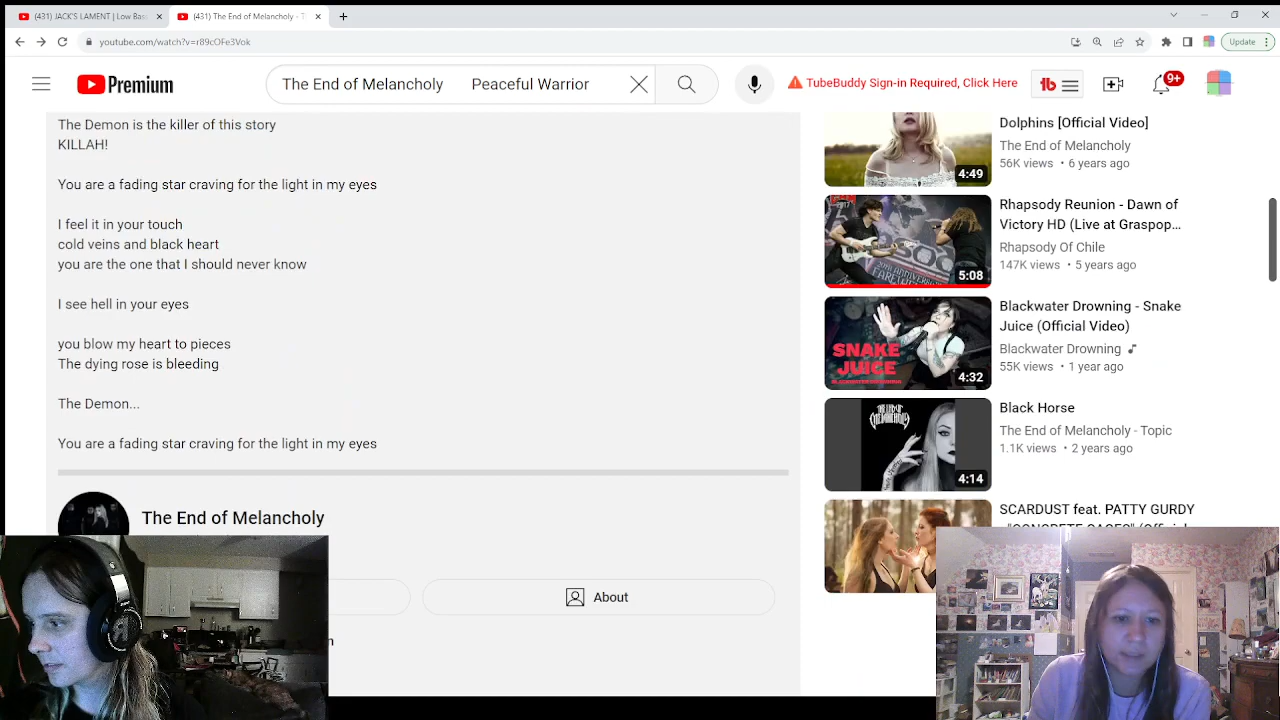 (431) JACK'S LAMENT | Low Bas
(431) The End of Melancholy - T
youtube.com/watch?v=r89cOFe3Vok
Update
Premium
The End of Melancholy Peaceful Warrior
TubeBuddy Sign-in Required, Click Here
tb
9+
The Demon is the killer of this story
KILLAH!
You are a fading star craving for the light in my eyes
I feel it in your touch
cold veins and black heart
you are the one that I should never know
I see hell in your eyes
you blow my heart to pieces
The dying rose is bleeding
The Demon...
You are a fading star craving for the light in my eyes
The End of Melancholy
About
n
4:49
Dolphins [Official Video]
The End of Melancholy
56K views • 6 years ago
2017
5:08
Rhapsody Reunion - Dawn of
Victory HD (Live at Graspop...
Rhapsody Of Chile
147K views • 5 years ago
SNAKE
JUICE
4:32
Blackwater Drowning - Snake
Juice (Official Video)
Blackwater Drowning
55K views • 1 year ago
THE END OF
MELANCHOLY
4:14
Black Horse
The End of Melancholy - Topic
1.1K views • 2 years ago
SCARDUST feat. PATTY GURDY